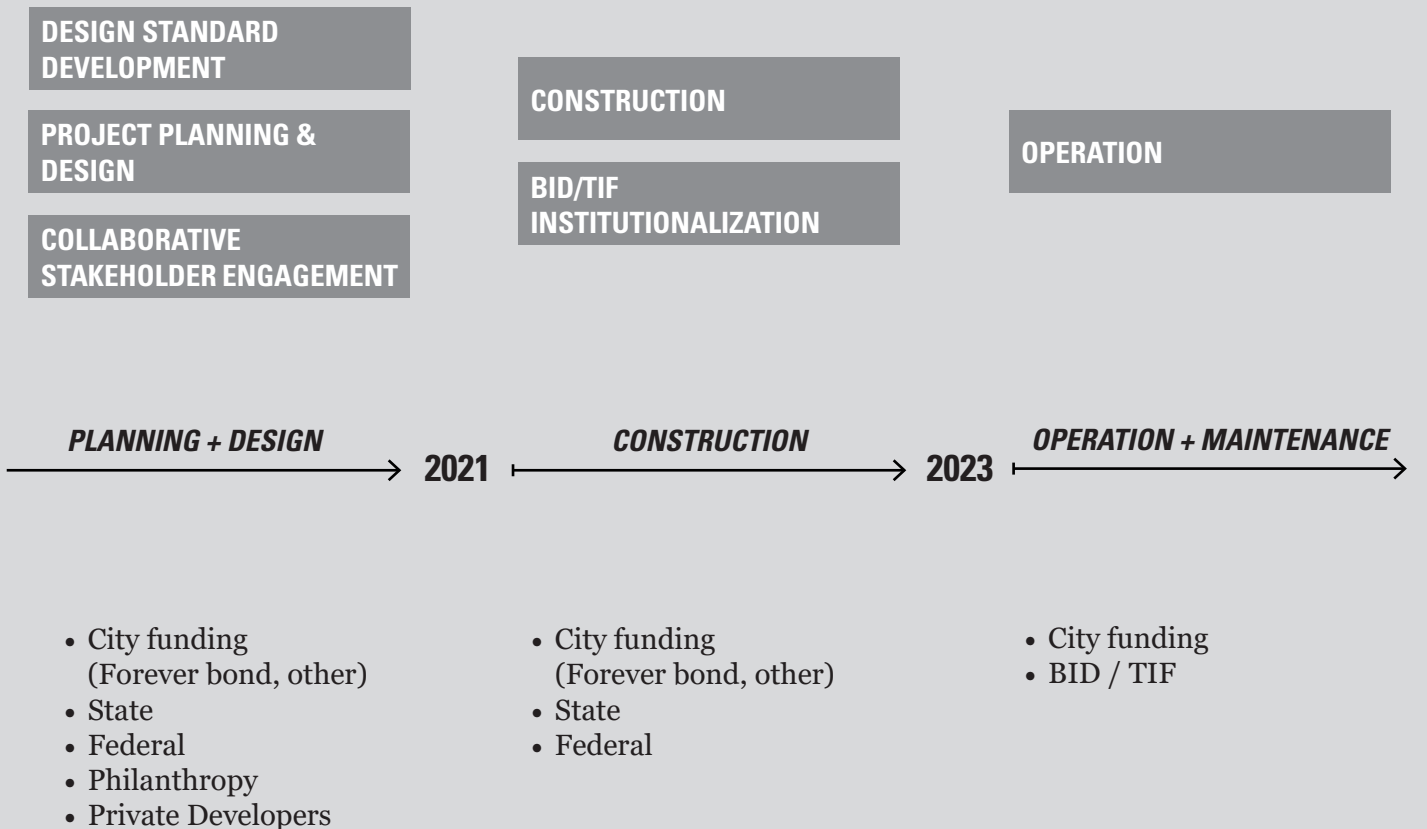 DESIGN STANDARD
DEVELOPMENT
PROJECT PLANNING &
DESIGN
COLLABORATIVE
STAKEHOLDER ENGAGEMENT
CONSTRUCTION
BID/TIF
INSTITUTIONALIZATION
OPERATION
PLANNING + DESIGN
2021
CONSTRUCTION
2023
OPERATION + MAINTENANCE
• City funding
(Forever bond, other)
• State
• Federal
• Philanthropy
• Private Developers
• City funding
(Forever bond, other)
• State
• Federal
• City funding
• BID / TIF